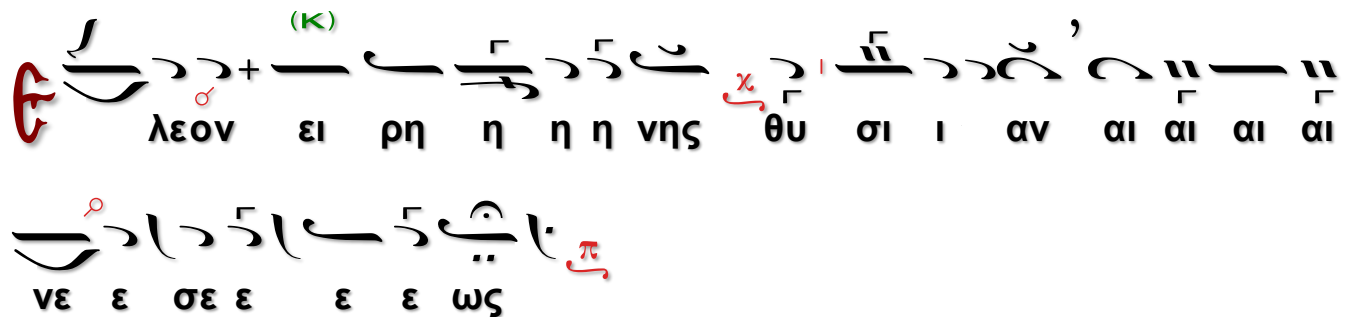 (Κ)
Ε λεον ει ρη η η η νης χ θυ σι ι αν αι αι αι αι
νε ε σε ε ε ε ως π